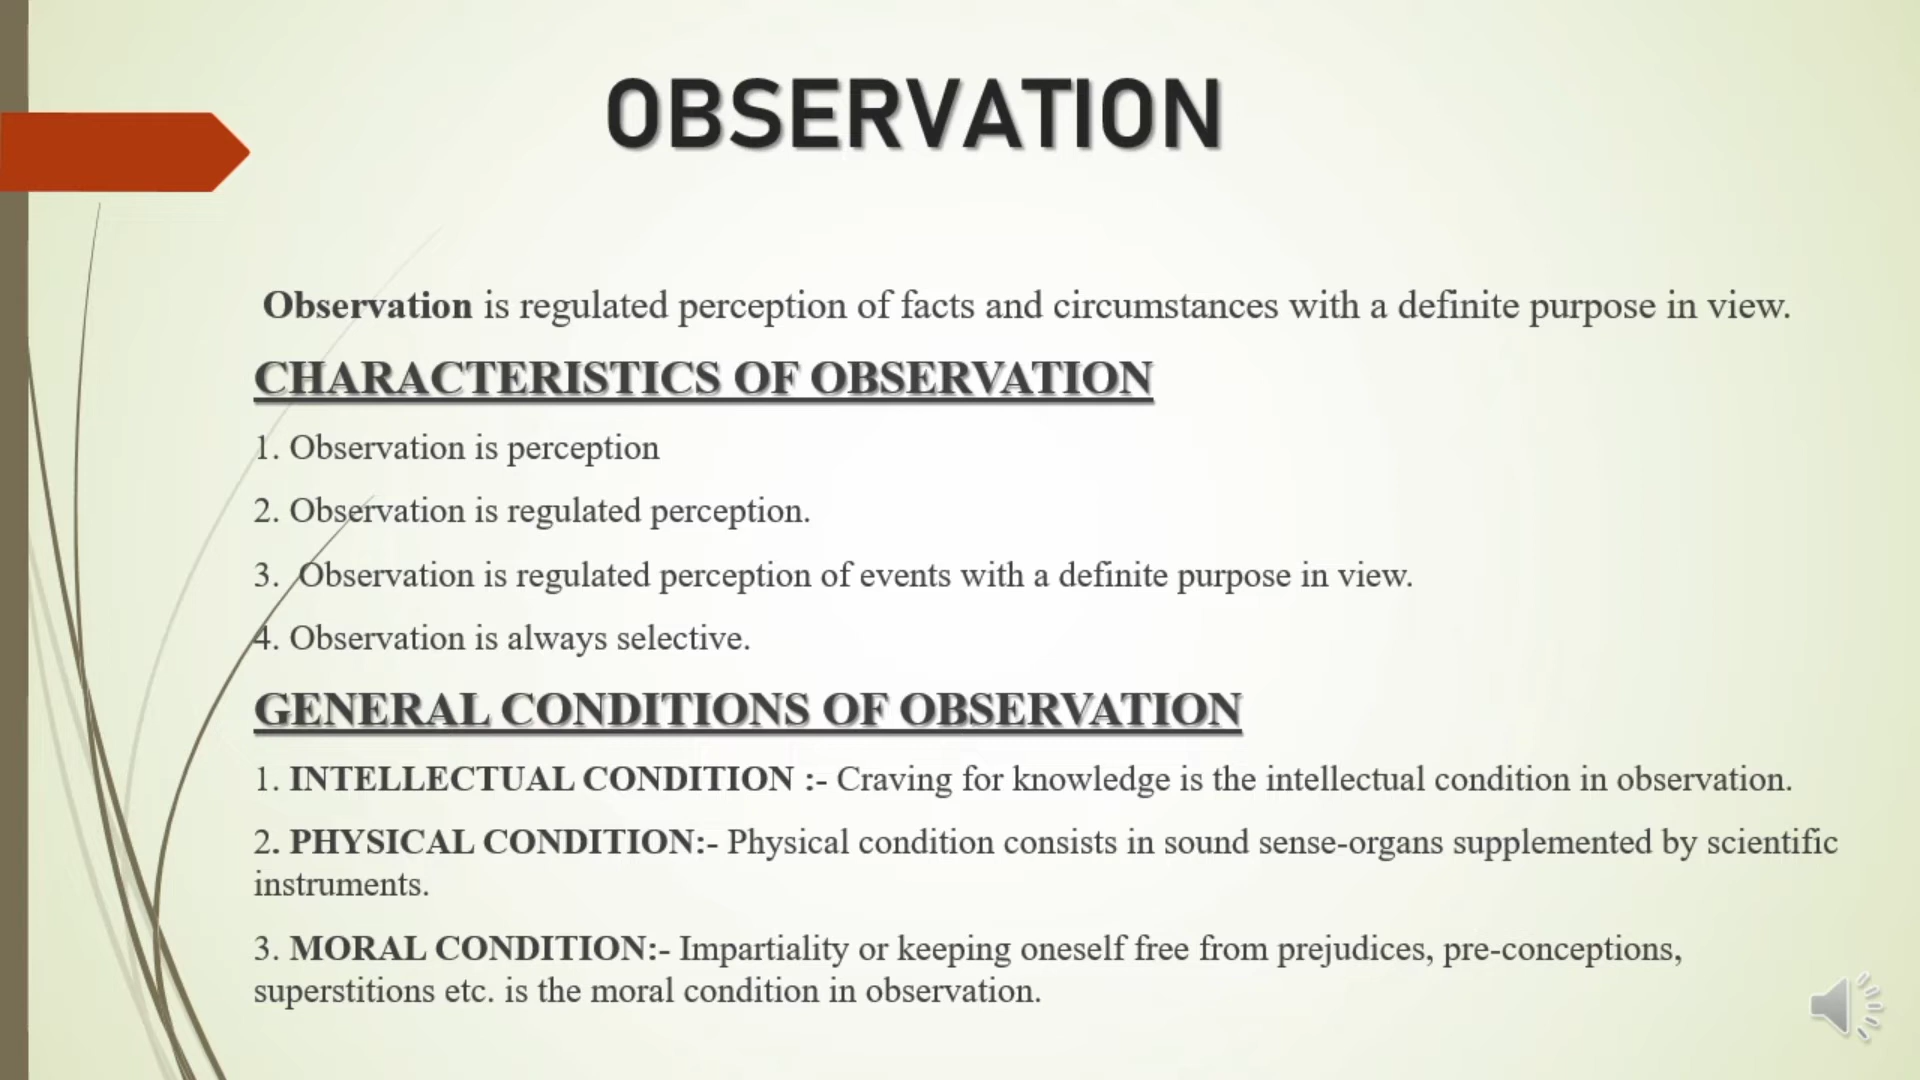 OBSERVATION
Observation is regulated perception of facts and circumstances with a definite purpose in view.
CHARACTERISTICS OF OBSERVATION
1. Observation is perception
2. Observation is regulated perception.
3. Observation is regulated perception of events with a definite purpose in view.
4. Observation is always selective.
GENERAL CONDITIONS OF OBSERVATION
1. INTELLECTUAL CONDITION :- Craving for knowledge is the intellectual condition in observation.
2. PHYSICAL CONDITION:- Physical condition consists in sound sense-organs supplemented by scientific
instruments.
3. MORAL CONDITION:- Impartiality or keeping oneself free from prejudices, pre-conceptions,
superstitions etc. is the moral condition in observation.